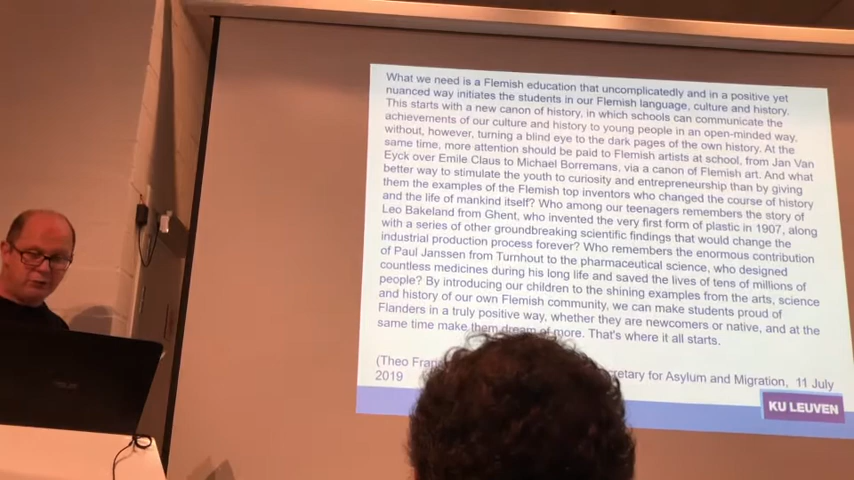 What we need is a Flemish education that uncomplicatedly and in a positive yet
nuanced way initiates the students in our Flemish language, culture and history.
This starts with a new canon of history, in which schools can communicate the
achievements of our culture and history to young people in an open-minded way,
without, however, turning a blind eye to the dark pages of the own history. At the
same time, more attention should be paid to Flemish artists at school, from Jan Van
Eyck over Emile Claus to Michael Borremans, via a canon of Flemish art. And what
better way to stimulate the youth to curiosity and entrepreneurship than by giving
them the examples of the Flemish top inventors who changed the course of history
and the life of mankind itself? Who among our teenagers remembers the story of
Leo Bakeland from Ghent, who invented the very first form of plastic in 1907, along
with a series of other groundbreaking scientific findings that would change the
industrial production process forever? Who remembers the enormous contribution
of Paul Janssen from Turnhout to the pharmaceutical science, who designed
countless medicines during his long life and saved the lives of tens of millions of
people? By introducing our children to the shining examples from the arts, science
and history of our own Flemish community, we can make students proud of
Flanders in a truly positive way, whether they are newcomers or native, and at the
same time make them dream of more. That's where it all starts.
(Theo for Asylum and Migration, 11 July
2019
KU LEUVEN